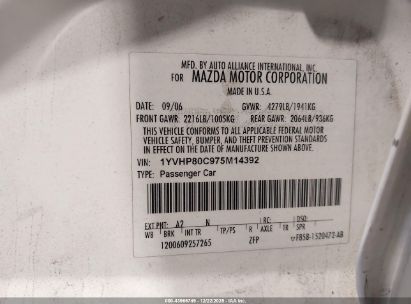 MFD. BY AUTO ALLIANCE INTERNATIONAL, INC.
FOR MAZDA MOTOR CORPORATION
MADE IN U.S.A.
DATE: 09/06 GVWR: 4279LB/1941KG
FRONT GAWR: 2216LB/1005KG REAR GAWR: 2064LB/936KG
THIS VEHICLE CONFORMS TO ALL APPLICABLE FEDERAL MOTOR
VEHICLE SAFETY, BUMPER, AND THEFT PREVENTION STANDARDS
IN EFFECT ON THE DATE OF MANUFACTURE SHOWN ABOVE.
VIN: 1YVHP80C975M14392
TYPE: Passenger Car
EXT PNT: A2 N RC: DSO:
WB BRK INT TR TP/PS R AXLE TR SPR
1200609257265 ZFP